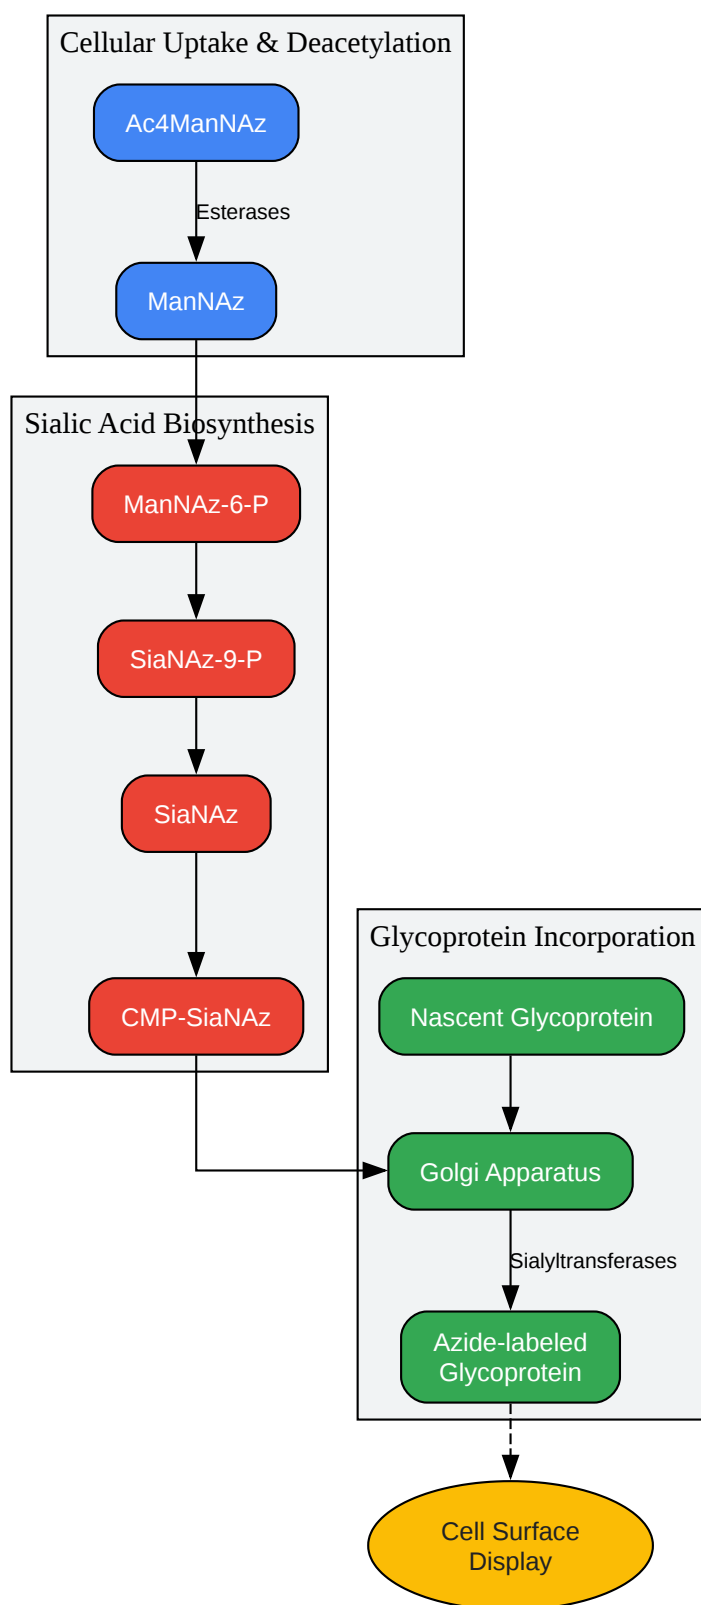 Cellular Uptake & Deacetylation
Ac4ManNAz
Esterases
ManNAz
Sialic Acid Biosynthesis
ManNAz-6-P
SiaNAz-9-P
SiaNAz
CMP-SiaNAz
Glycoprotein Incorporation
Nascent Glycoprotein
Golgi Apparatus
Sialyltransferases
Azide-labeled
Glycoprotein
Cell Surface
Display